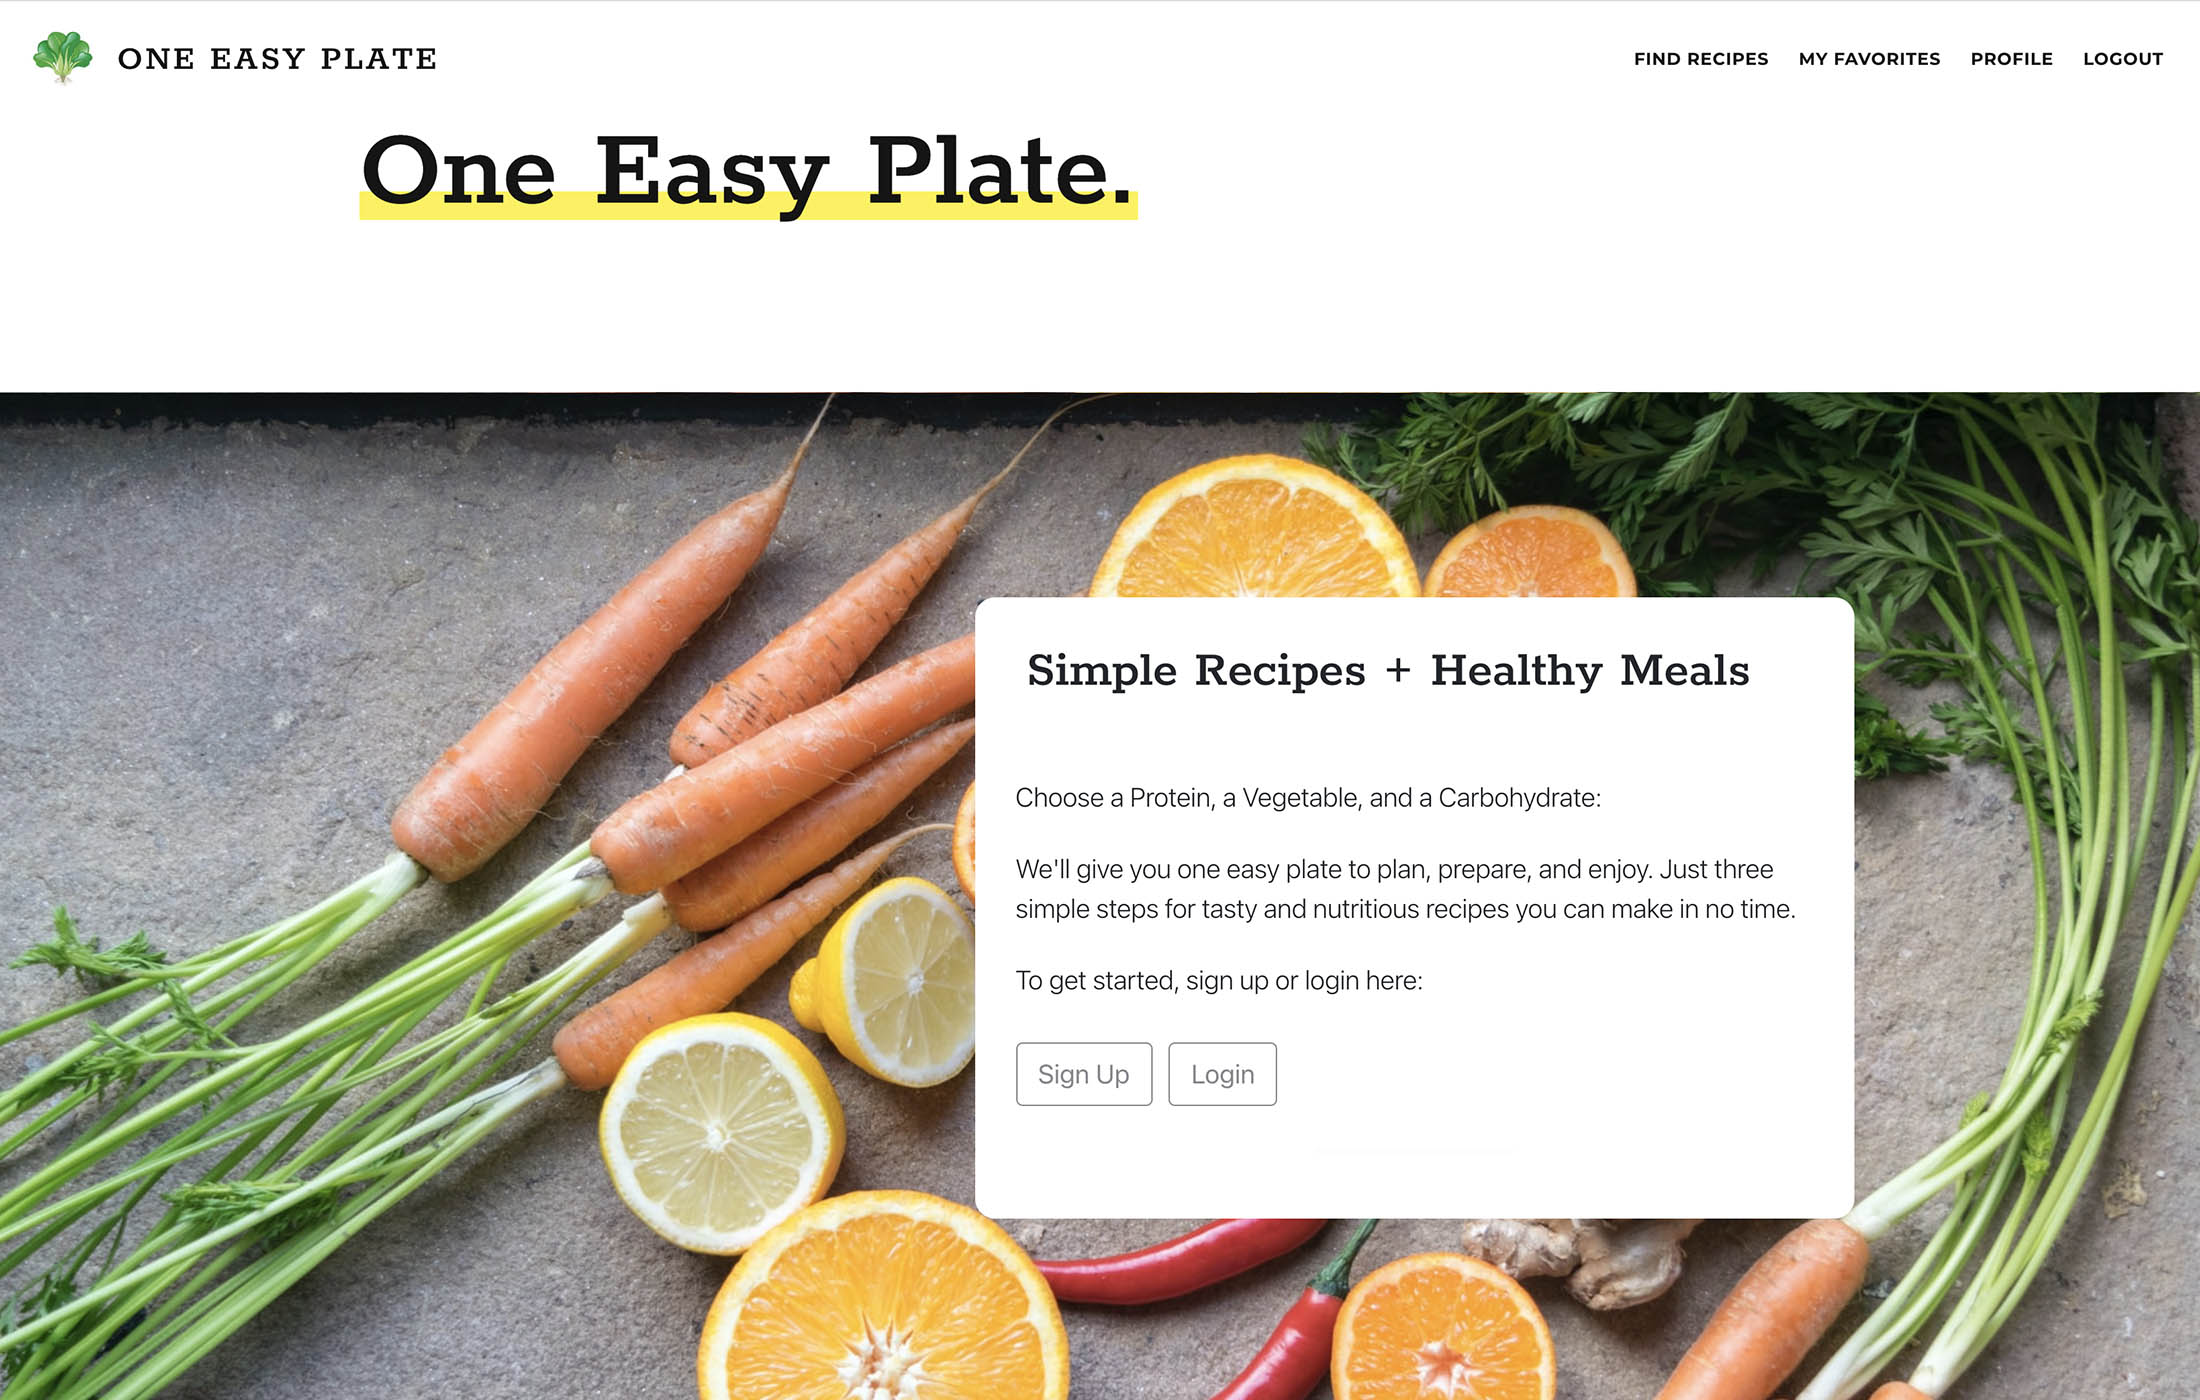 ONE EASY PLATE
FIND RECIPES
MY FAVORITES
PROFILE
LOGOUT
One Easy Plate.
Simple Recipes + Healthy Meals
Choose a Protein, a Vegetable, and a Carbohydrate:
We'll give you one easy plate to plan, prepare, and enjoy. Just three
simple steps for tasty and nutritious recipes you can make in no time.
To get started, sign up or login here:
Sign Up
Login